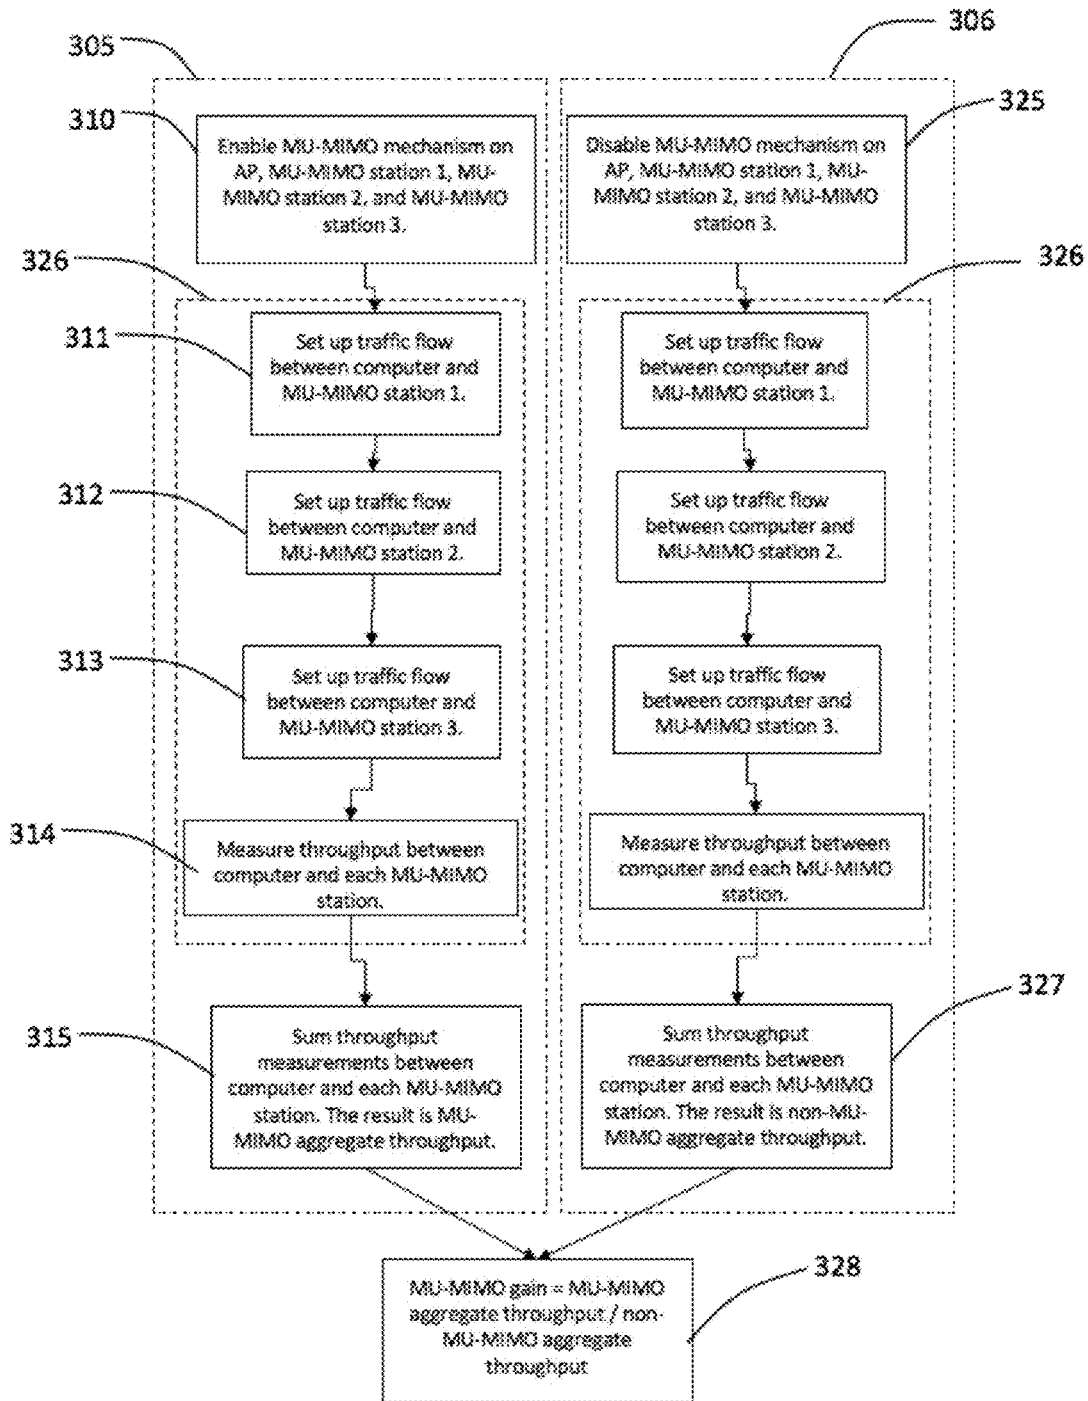 305
306
310
325
Enable MU-MIMO mechanism on
AP, MU-MIMO station 1, MU-
MIMO station 2, and MU-MIMO
station 3.
Disable MU-MIMO mechanism on
AP, MU-MIMO station 1, MU-
MIMO station 2, and MU-MIMO
station 3.
326
326
311
Set up traffic flow
between computer and
MU-MIMO station 1.
Set up traffic flow
between computer and
MU-MIMO station 1.
312
Set up traffic flow
between computer and
MU-MIMO station 2.
Set up traffic flow
between computer and
MU-MIMO station 2.
313
Set up traffic flow
between computer and
MU-MIMO station 3.
Set up traffic flow
between computer and
MU-MIMO station 3.
314
Measure throughput between
computer and each MU-MIMO
station.
Measure throughput between
computer and each MU-MIMO
station.
315
327
Sum throughput
measurements between
computer and each MU-MIMO
station. The result is MU-
MIMO aggregate throughput.
Sum throughput
measurements between
computer and each MU-MIMO
station. The result is non-MU-
MIMO aggregate throughput.
328
MU-MIMO gain = MU-MIMO
aggregate throughput / non-
MU-MIMO aggregate
throughput